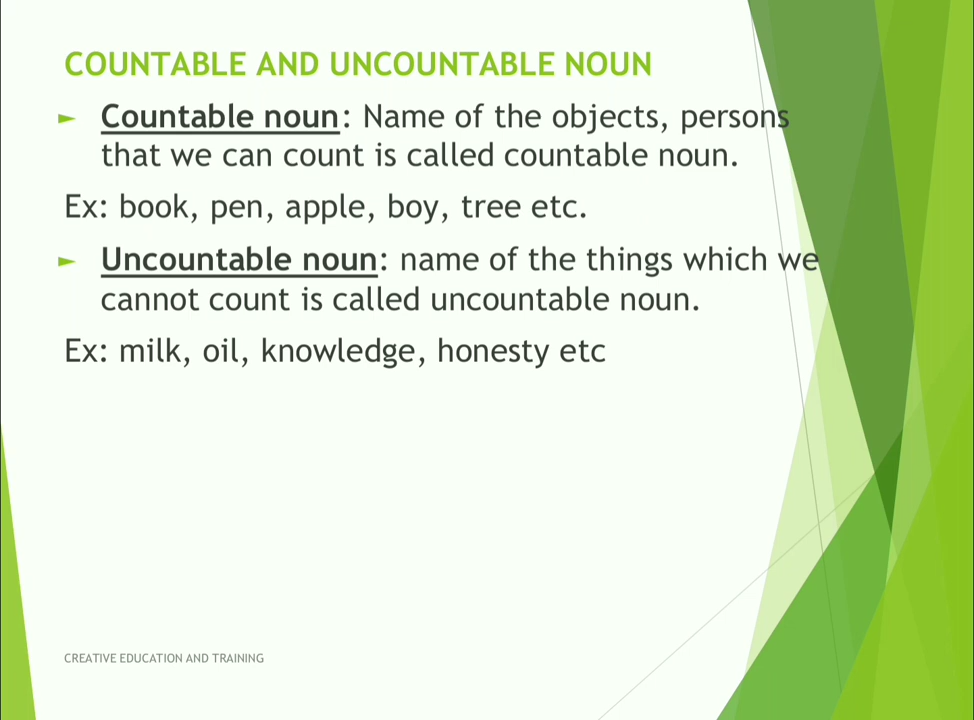 COUNTABLE AND UNCOUNTABLE NOUN
► Countable noun: Name of the objects, persons
that we can count is called countable noun.
Ex: book, pen, apple, boy, tree etc.
► Uncountable noun: name of the things which we
cannot count is called uncountable noun.
Ex: milk, oil, knowledge, honesty etc
CREATIVE EDUCATION AND TRAINING